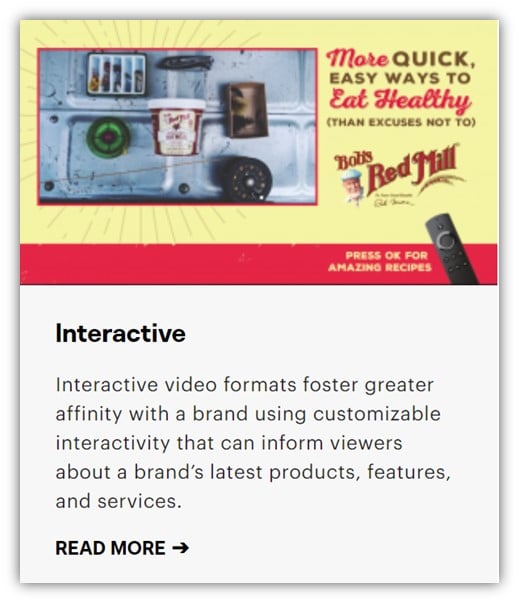 More QUICK,
EASY WAYS TO
Eat Healthy
(THAN EXCUSES NOT TO)
Bob's
Red Mill
PRESS OK FOR
AMAZING RECIPES
Interactive
Interactive video formats foster greater
affinity with a brand using customizable
interactivity that can inform viewers
about a brand’s latest products, features,
and services.
READ MORE ➔